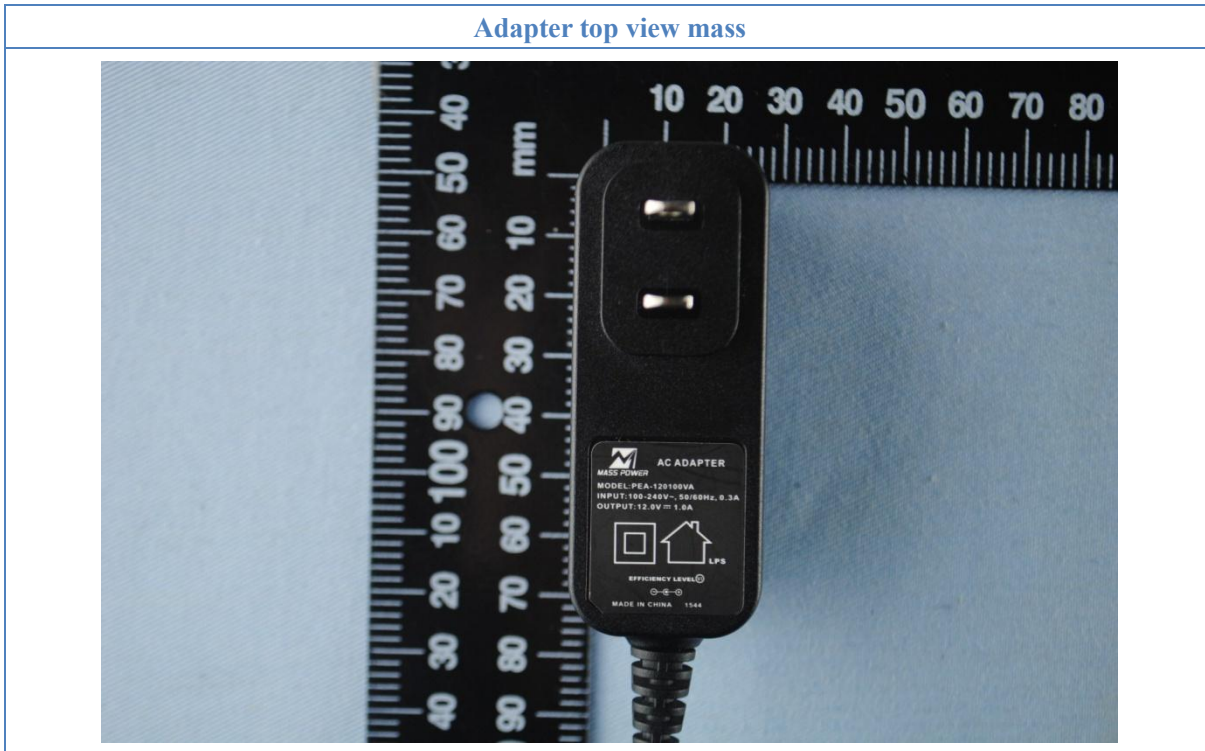 Adapter top view mass
10 20 30 40 50 60 70 80
mm
40
50
60
70
80
90
100
10
20
30
40
10
20
30
40
50
60
70
80
90
MASS POWER
AC ADAPTER
MODEL:PEA-120100VA
INPUT:100-240V~, 50/60Hz, 0.3A
OUTPUT:12.0V⎓1.0A
LPS
EFFICIENCY LEVEL
MADE IN CHINA 1544